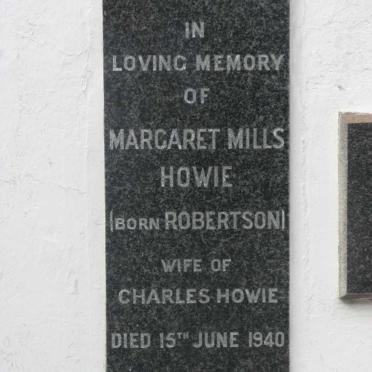 IN
LOVING MEMORY
OF
MARGARET MILLS
HOWIE
(BORN ROBERTSON)
WIFE OF
CHARLES HOWIE
DIED 15TH JUNE 1940